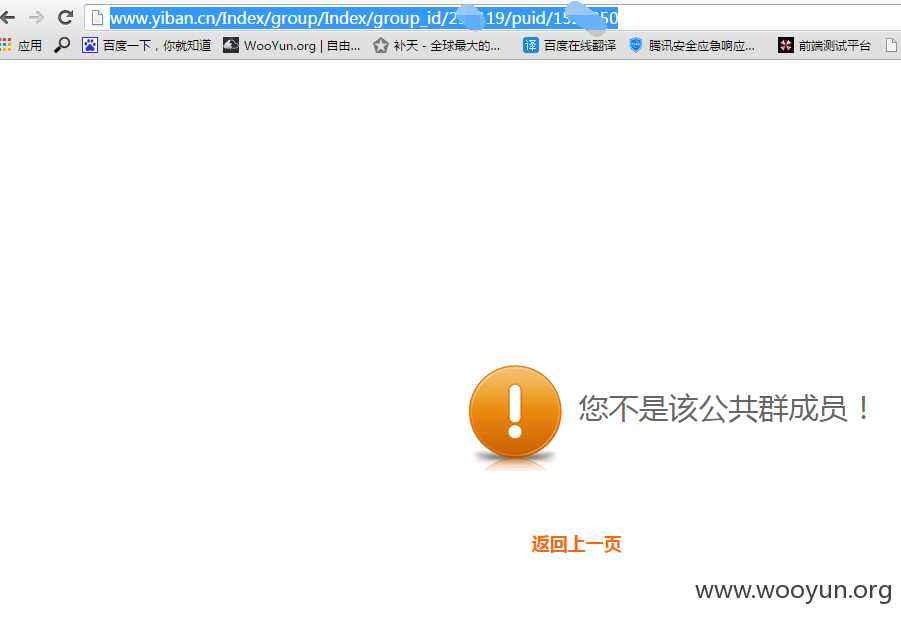 www.yiban.cn/Index/group/Index/group_id/2 19/puid/15 50
应用 百度一下，你就知道 WooYun.org | 自由... 补天 - 全球最大的... 百度在线翻译 腾讯安全应急响应... 前端测试平台
您不是该公共群成员！
返回上一页
www.wooyun.org